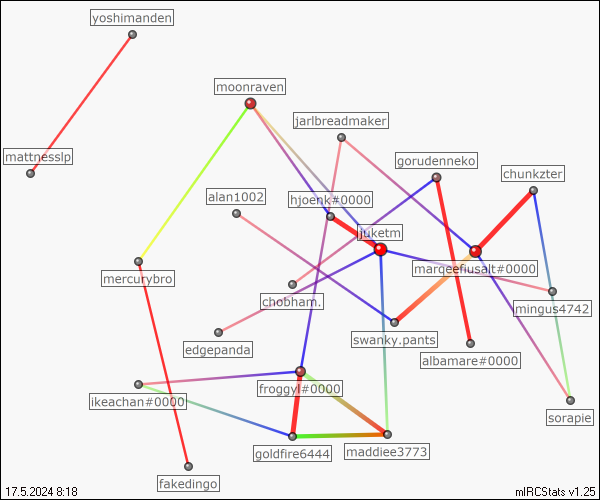 yoshimanden
moonraven
jarlbreadmaker
mattnesslp
gorudenneko
chunkzter
alan1002
hjoenk#0000
juketm
marqeefiusalt#0000
mercurybro
chobham.
mingus4742
swanky.pants
edgepanda
albamare#0000
froggyl#0000
ikeachan#0000
sorapie
goldfire6444
maddiee3773
fakedingo
17.5.2024 8:18
mIRCStats v1.25